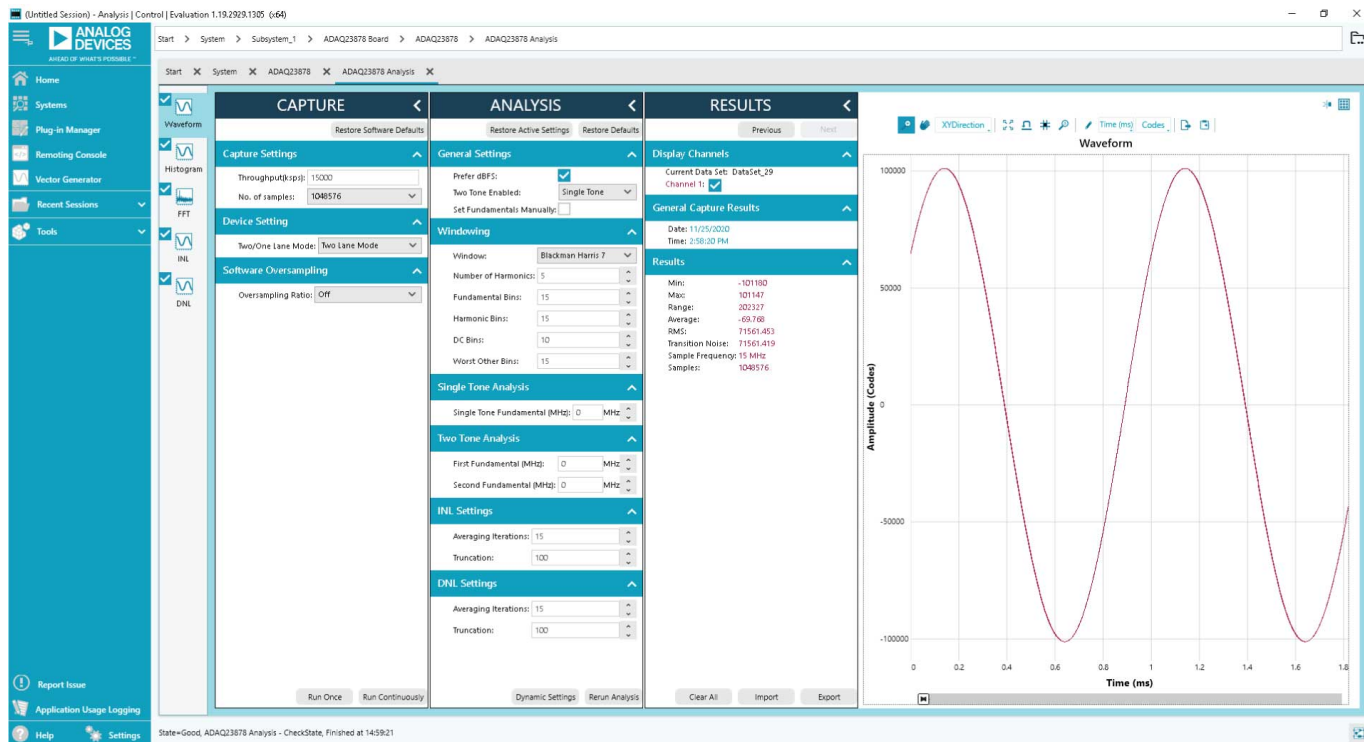 (Untitled Session) - Analysis | Control | Evaluation 1.19.2929.1305 (x64)
ANALOG
DEVICES
AHEAD OF WHAT'S POSSIBLE™
Start > System > Subsystem_1 > ADAQ23878 Board > ADAQ23878 > ADAQ23878 Analysis
Home
Systems
Plug-in Manager
Remoting Console
Vector Generator
Recent Sessions
Tools
Report Issue
Application Usage Logging
Help Settings
Start X System X ADAQ23878 X ADAQ23878 Analysis X
Waveform
Histogram
FFT
INL
DNL
CAPTURE
Restore Software Defaults
Capture Settings
Throughput(ksps): 15000
No. of samples: 1048576
Device Setting
Two/One Lane Mode: Two Lane Mode
Software Oversampling
Oversampling Ratio: Off
Run Once Run Continuously
ANALYSIS
Restore Active Settings Restore Defaults
General Settings
Prefer dBFS:
Two Tone Enabled: Single Tone
Set Fundamentals Manually:
Windowing
Window: Blackman Harris 7
Number of Harmonics: 5
Fundamental Bins: 15
Harmonic Bins: 15
DC Bins: 10
Worst Other Bins: 15
Single Tone Analysis
Single Tone Fundamental (MHz): 0 MHz
Two Tone Analysis
First Fundamental (MHz): 0 MHz
Second Fundamental (MHz): 0 MHz
INL Settings
Averaging Iterations: 15
Truncation: 100
DNL Settings
Averaging Iterations: 15
Truncation: 100
Dynamic Settings Rerun Analysis
RESULTS
Previous Next
Display Channels
Current Data Set: DataSet_29
Channel 1:
General Capture Results
Date: 11/25/2020
Time: 2:58:20 PM
Results
Min: -101180
Max: 101147
Range: 202327
Average: -69.768
RMS: 71561.453
Transition Noise: 71561.419
Sample Frequency: 15 MHz
Samples: 1048576
Clear All Import Export
XYDirection Time (ms) Codes
Waveform
Amplitude (Codes)
100000
50000
0
-50000
-100000
0 0.2 0.4 0.6 0.8 1 1.2 1.4 1.6 1.8
Time (ms)
State=Good, ADAQ23878 Analysis - CheckState, Finished at 14:59:21